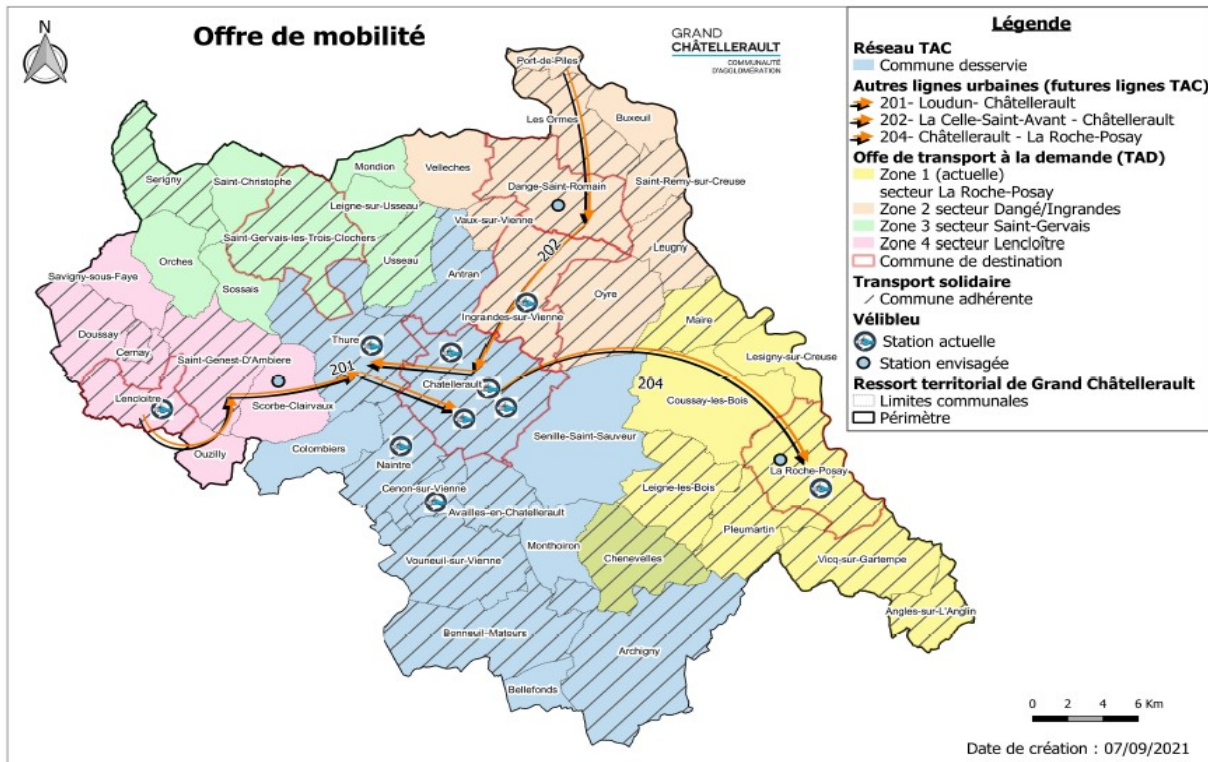 N
Offre de mobilité
GRAND
CHÂTELLERAULT
COMMUNAUTÉ
D'AGGLOMÉRATION
Légende
Réseau TAC
Commune desservie
Autres lignes urbaines (futures lignes TAC)
201- Loudun- Châtellerault
202 - La Celle-Saint-Avant - Châtellerault
204- Châtellerault - La Roche-Posay
Offe de transport à la demande (TAD)
Zone 1 (actuelle)
secteur La Roche-Posay
Zone 2 secteur Dangé/Ingrandes
Zone 3 secteur Saint-Gervais
Zone 4 secteur Lencloître
Commune de destination
Transport solidaire
Commune adhérente
Vélibleu
Station actuelle
Station envisagée
Ressort territorial de Grand Châtellerault
Limites communales
Périmètre
Port-de-Piles
Les Ormes
Buxeuil
Mondion
Velleches
Serigny
Saint-Christophe
Leigne-sur-Usseau
Dange-Saint-Romain
Saint-Remy-sur-Creuse
Vaux-sur-Vienne
Saint-Gervais-les-Trois-Clochers
202
Leugny
Orches
Usseau
Savigny-sous-Faye
Sossais
Antran
Oyre
Ingrandes-sur-Vienne
Maire
Doussay
Thure
Cernay
Saint-Genest-D'Ambiere
Lesigny-sur-Creuse
201
Chatellerault
204
Lencloitre
Scorbe-Clairvaux
Coussay-les-Bois
Senille-Saint-Sauveur
Colombiers
Ouzilly
Naintre
La Roche-Posay
Cenon-sur-Vienne
Leigne-les-Bois
Availles-en-Chatellerault
Pleumartin
Monthoiron
Chenevelles
Vouneuil-sur-Vienne
Vicq-sur-Gartempe
Angles-sur-L'Anglin
Bonneuil-Matours
Archigny
Bellefonds
0 2 4 6 Km
Date de création : 07/09/2021